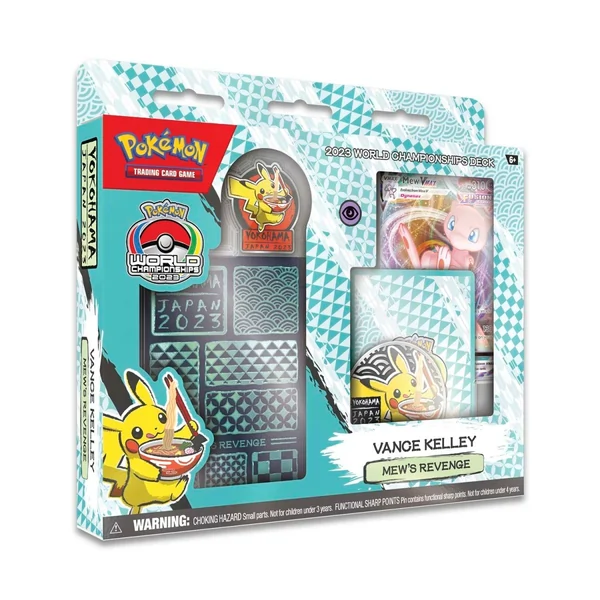 Pokémon
TRADING CARD GAME
Pokémon
WORLD
CHAMPIONSHIPS
2023
YOKOHAMA
JAPAN 2023
VANCE KELLEY
MEW'S REVENGE
2023 WORLD CHAMPIONSHIPS DECK
6+
YOKOHAMA
JAPAN 2023
JAPAN
2023
REVENGE
Mew VMAX
YOKOHAMA
JAPAN 2023
VANCE KELLEY
MEW'S REVENGE
WARNING: CHOKING HAZARD Small parts. Not for children under 3 years. FUNCTIONAL SHARP POINTS Pin contains functional sharp points. Not for children under 4 years.